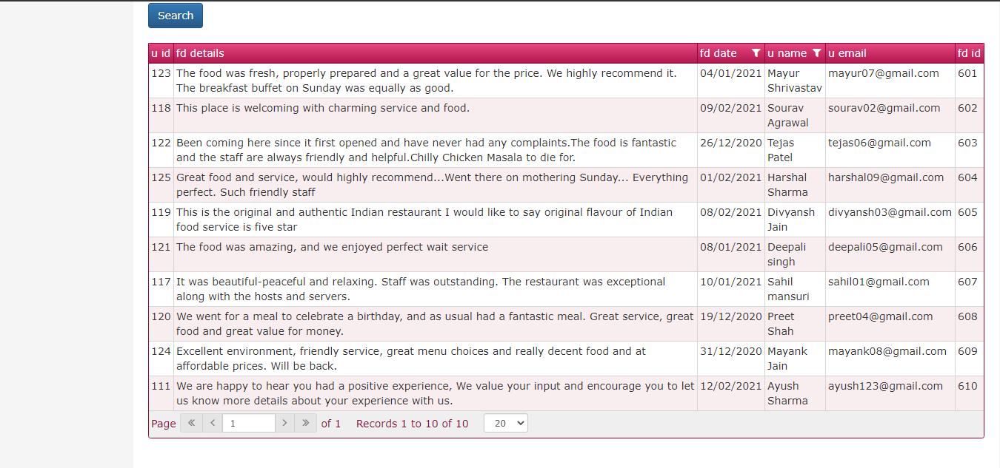 Search
u id fd details fd date u name u email fd id
123 The food was fresh, properly prepared and a great value for the price. We highly recommend it. 04/01/2021 Mayur mayur07@gmail.com 601
The breakfast buffet on Sunday was equally as good. Shrivastav
118 This place is welcoming with charming service and food. 09/02/2021 Sourav sourav02@gmail.com 602
Agrawal
122 Been coming here since it first opened and have never had any complaints.The food is fantastic 26/12/2020 Tejas tejas06@gmail.com 603
and the staff are always friendly and helpful.Chilly Chicken Masala to die for. Patel
125 Great food and service, would highly recommend...Went there on mothering Sunday... Everything 01/02/2021 Harshal harshal09@gmail.com 604
perfect. Such friendly staff Sharma
119 This is the original and authentic Indian restaurant I would like to say original flavour of Indian 08/02/2021 Divyansh divyansh03@gmail.com 605
food service is five star Jain
121 The food was amazing, and we enjoyed perfect wait service 08/01/2021 Deepali deepali05@gmail.com 606
singh
117 It was beautiful-peaceful and relaxing. Staff was outstanding. The restaurant was exceptional 10/01/2021 Sahil sahil01@gmail.com 607
along with the hosts and servers. mansuri
120 We went for a meal to celebrate a birthday, and as usual had a fantastic meal. Great service, great 19/12/2020 Preet preet04@gmail.com 608
food and great value for money. Shah
124 Excellent environment, friendly service, great menu choices and really decent food and at 31/12/2020 Mayank mayank08@gmail.com 609
affordable prices. Will be back. Jain
111 We are happy to hear you had a positive experience, We value your input and encourage you to let 12/02/2021 Ayush ayush123@gmail.com 610
us know more details about your experience with us. Sharma
Page 1 of 1 Records 1 to 10 of 10 20